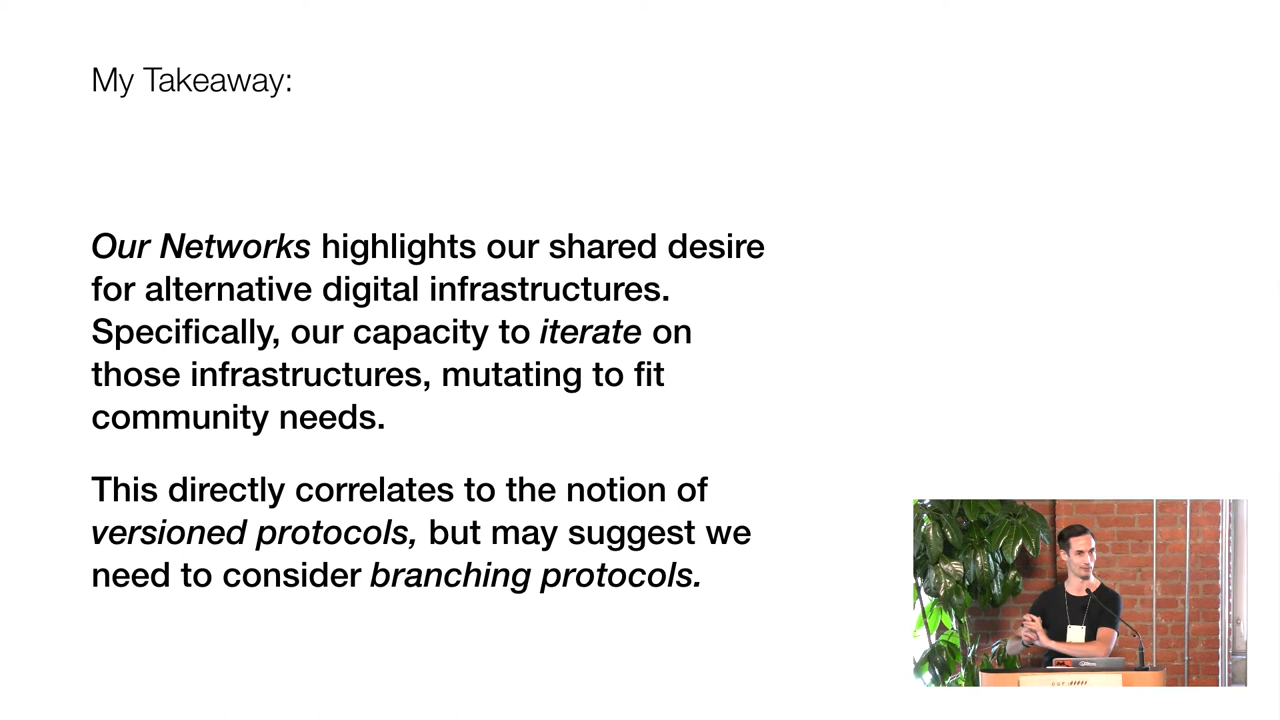 My Takeaway:
Our Networks highlights our shared desire
for alternative digital infrastructures.
Specifically, our capacity to iterate on
those infrastructures, mutating to fit
community needs.
This directly correlates to the notion of
versioned protocols, but may suggest we
need to consider branching protocols.